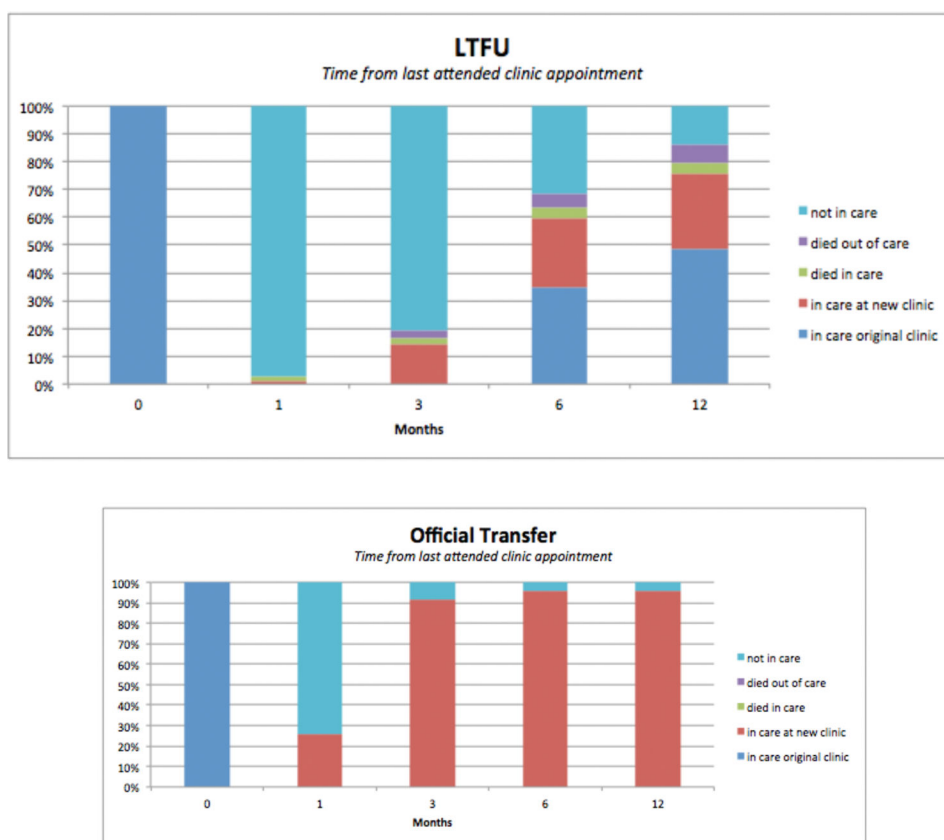 LTFU
Time from last attended clinic appointment
100%
90%
80%
70%
60%
50%
40%
30%
20%
10%
0%
0 1 3 6 12
Months
not in care
died out of care
died in care
in care at new clinic
in care original clinic
Official Transfer
Time from last attended clinic appointment
100%
90%
80%
70%
60%
50%
40%
30%
20%
10%
0%
0 1 3 6 12
Months
not in care
died out of care
died in care
in care at new clinic
in care original clinic